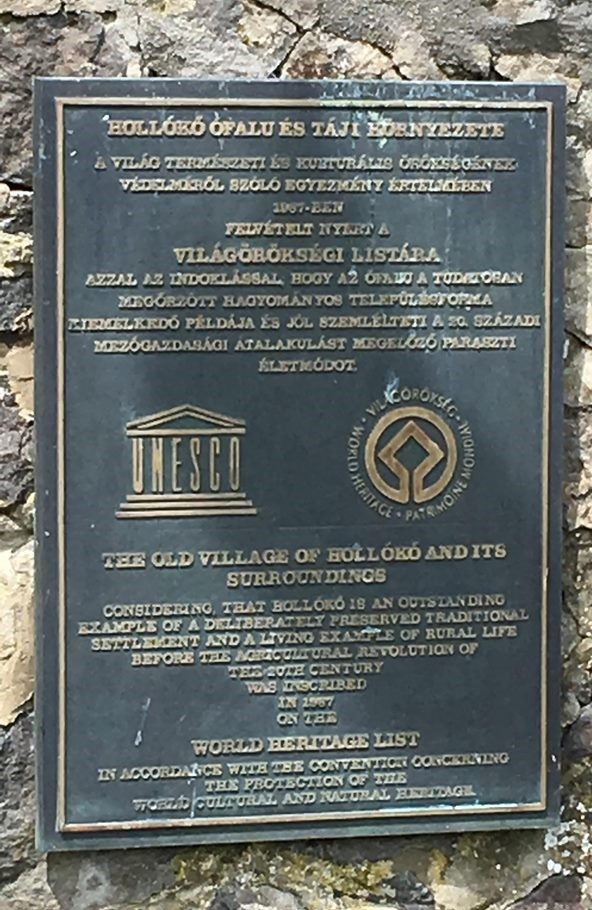 HOLLÓKŐ ÓFALU ÉS TÁJI KÖRNYEZETE
A VILÁG TERMÉSZETI ÉS KULTURÁLIS ÖRÖKSÉGÉNEK
VÉDELMÉRŐL SZÓLÓ EGYEZMÉNY ÉRTELMÉBEN
1987-BEN
FELVÉTELT NYERT A
VILÁGÖRÖKSÉGI LISTÁRA
AZZAL AZ INDOKLÁSSAL, HOGY AZ ÓFALU A TUDATOSAN
MEGŐRZÖTT HAGYOMÁNYOS TELEPÜLÉSFORMA
KIEMELKEDŐ PÉLDÁJA ÉS JÓL SZEMLÉLTETI A 20. SZÁZADI
MEZŐGAZDASÁGI ÁTALAKULÁST MEGELŐZŐ PARASZTI
ÉLETMÓDOT.
UNESCO
VILÁGÖRÖKSÉG • WORLD HERITAGE • PATRIMOINE MONDIAL •
THE OLD VILLAGE OF HOLLÓKŐ AND ITS
SURROUNDINGS
CONSIDERING, THAT HOLLÓKŐ IS AN OUTSTANDING
EXAMPLE OF A DELIBERATELY PRESERVED TRADITIONAL
SETTLEMENT AND A LIVING EXAMPLE OF RURAL LIFE
BEFORE THE AGRICULTURAL REVOLUTION OF
THE 20TH CENTURY
WAS INSCRIBED
IN 1987
ON THE
WORLD HERITAGE LIST
IN ACCORDANCE WITH THE CONVENTION CONCERNING
THE PROTECTION OF THE
WORLD CULTURAL AND NATURAL HERITAGE.